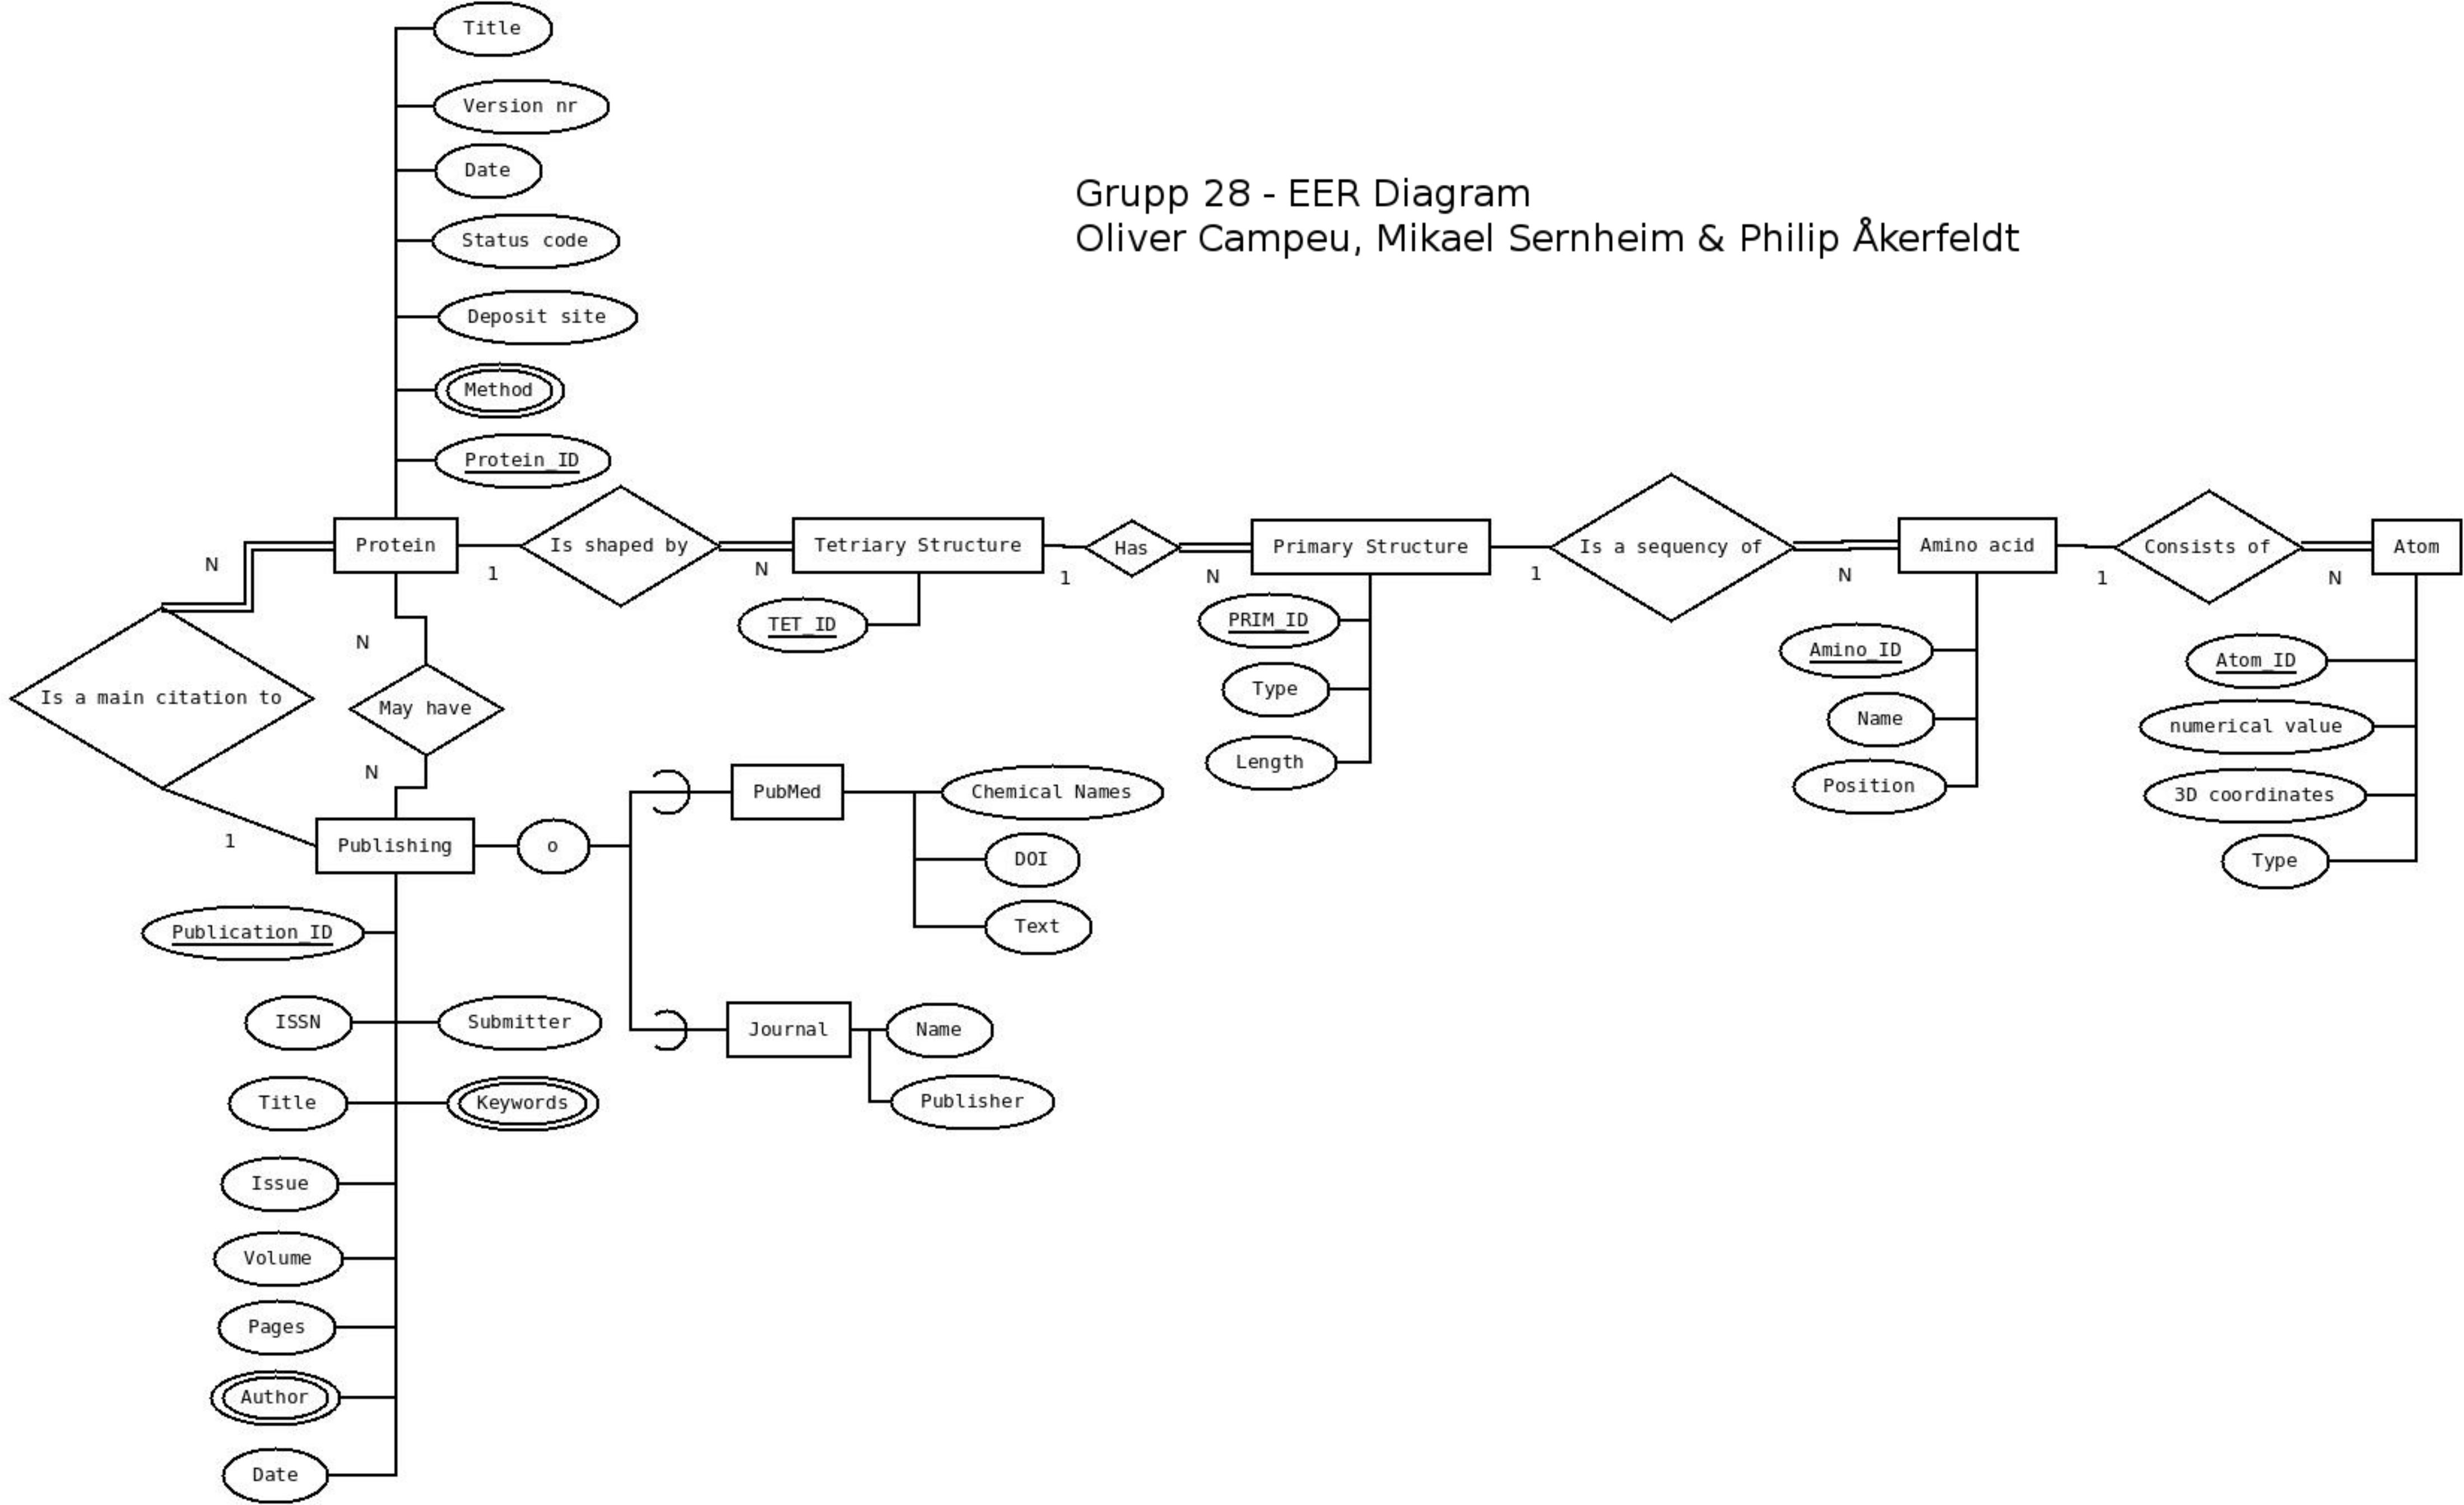 Title
Version nr
Date
Grupp 28 - EER Diagram
Oliver Campeu, Mikael Sernheim & Philip Åkerfeldt
Status code
Deposit site
Method
Protein_ID
Protein
Is shaped by
Tetriary Structure
Has
Primary Structure
Is a sequency of
Amino acid
Consists of
Atom
N
1
N
1
N
1
N
1
N
TET_ID
PRIM_ID
Type
Length
Amino_ID
Name
Position
Atom_ID
numerical value
3D coordinates
Type
N
Is a main citation to
May have
N
1
Publishing
o
PubMed
Chemical Names
DOI
Text
Journal
Name
Publisher
Publication_ID
ISSN
Submitter
Title
Keywords
Issue
Volume
Pages
Author
Date